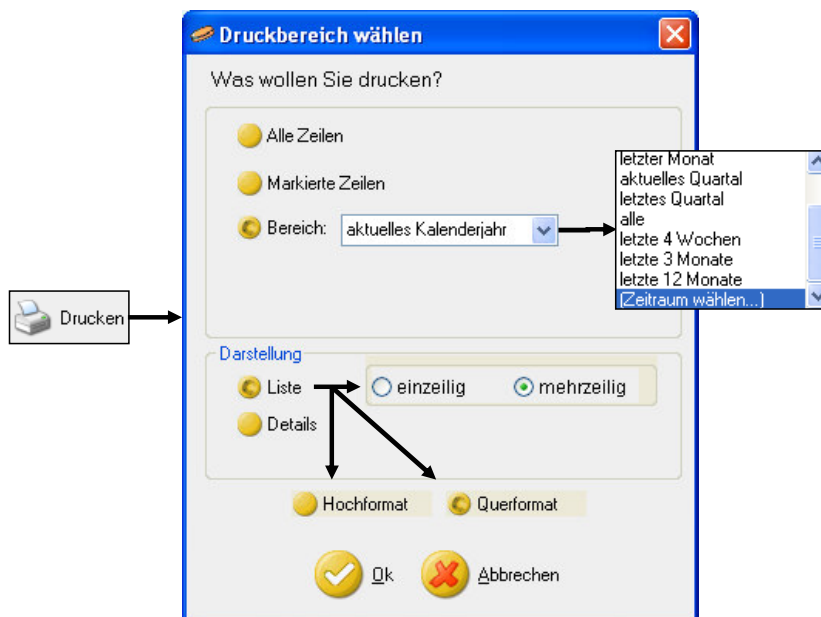 Druckbereich wählen
Was wollen Sie drucken?
Alle Zeilen
Markierte Zeilen
Bereich: aktuelles Kalenderjahr
letzter Monat
aktuelles Quartal
letztes Quartal
alle
letzte 4 Wochen
letzte 3 Monate
letzte 12 Monate
(Zeitraum wählen...)
Drucken
Darstellung
Liste einzeilig mehrzeilig
Details
Hochformat Querformat
Ok Abbrechen